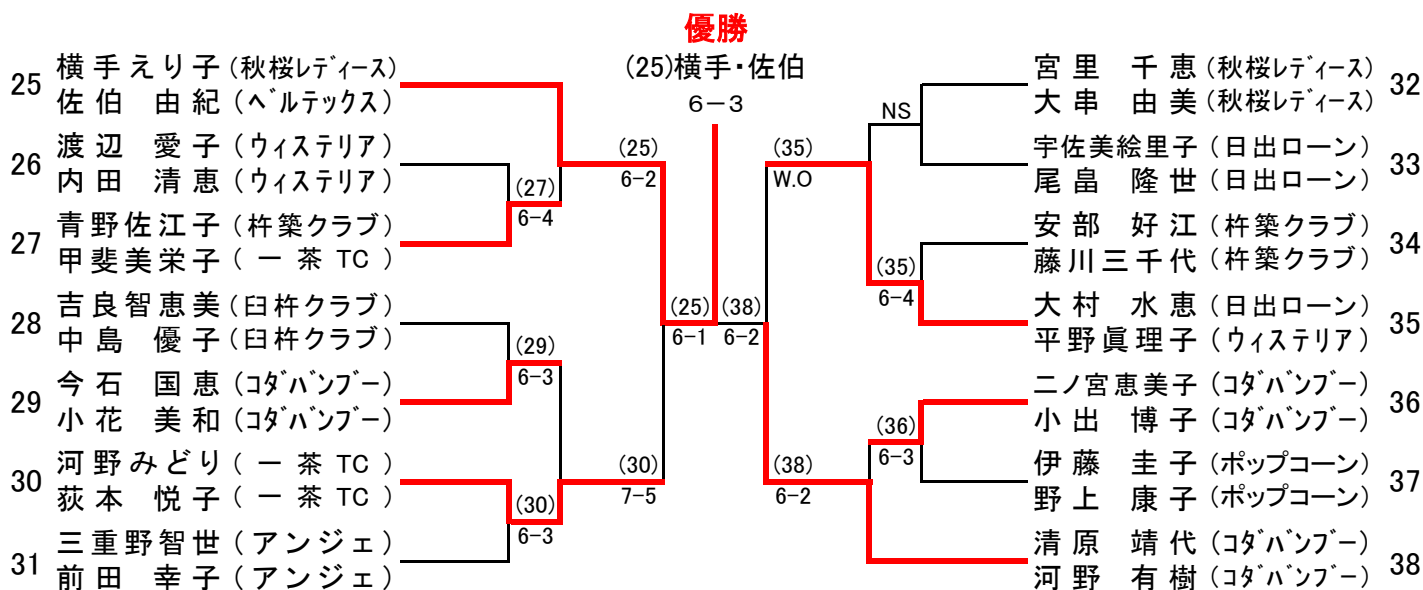 優勝
(25)横手・佐伯
6－3
25 横手えり子 (秋桜ﾚﾃﾞｨｰｽ)
佐伯 由紀 (ﾍﾞﾙﾃｯｸｽ)
26 渡辺 愛子 (ウィステリア)
内田 清恵 (ウィステリア)
27 青野佐江子 (杵築クラブ)
甲斐美栄子 (一茶 TC)
28 吉良智恵美 (臼杵クラブ)
中島 優子 (臼杵クラブ)
29 今石 国恵 (ｺﾀﾞﾊﾞﾝﾌﾞｰ)
小花 美和 (ｺﾀﾞﾊﾞﾝﾌﾞｰ)
30 河野みどり (一茶 TC)
荻本 悦子 (一茶 TC)
31 三重野智世 (アンジェ)
前田 幸子 (アンジェ)
(27)
6-4
(29)
6-3
(30)
6-3
(25)
6-2
(30)
7-5
(25)
6-1
(38)
6-2
(35)
W.O
(38)
6-2
NS
(35)
6-4
(36)
6-3
宮里 千恵 (秋桜ﾚﾃﾞｨｰｽ) 32
大串 由美 (秋桜ﾚﾃﾞｨｰｽ)
宇佐美絵里子 (日出ローン) 33
尾畠 隆世 (日出ローン)
安部 好江 (杵築クラブ) 34
藤川三千代 (杵築クラブ)
大村 水恵 (日出ローン) 35
平野眞理子 (ウィステリア)
二ノ宮恵美子 (ｺﾀﾞﾊﾞﾝﾌﾞｰ) 36
小出 博子 (ｺﾀﾞﾊﾞﾝﾌﾞｰ)
伊藤 圭子 (ポップコーン) 37
野上 康子 (ポップコーン)
清原 靖代 (ｺﾀﾞﾊﾞﾝﾌﾞｰ) 38
河野 有樹 (ｺﾀﾞﾊﾞﾝﾌﾞｰ)